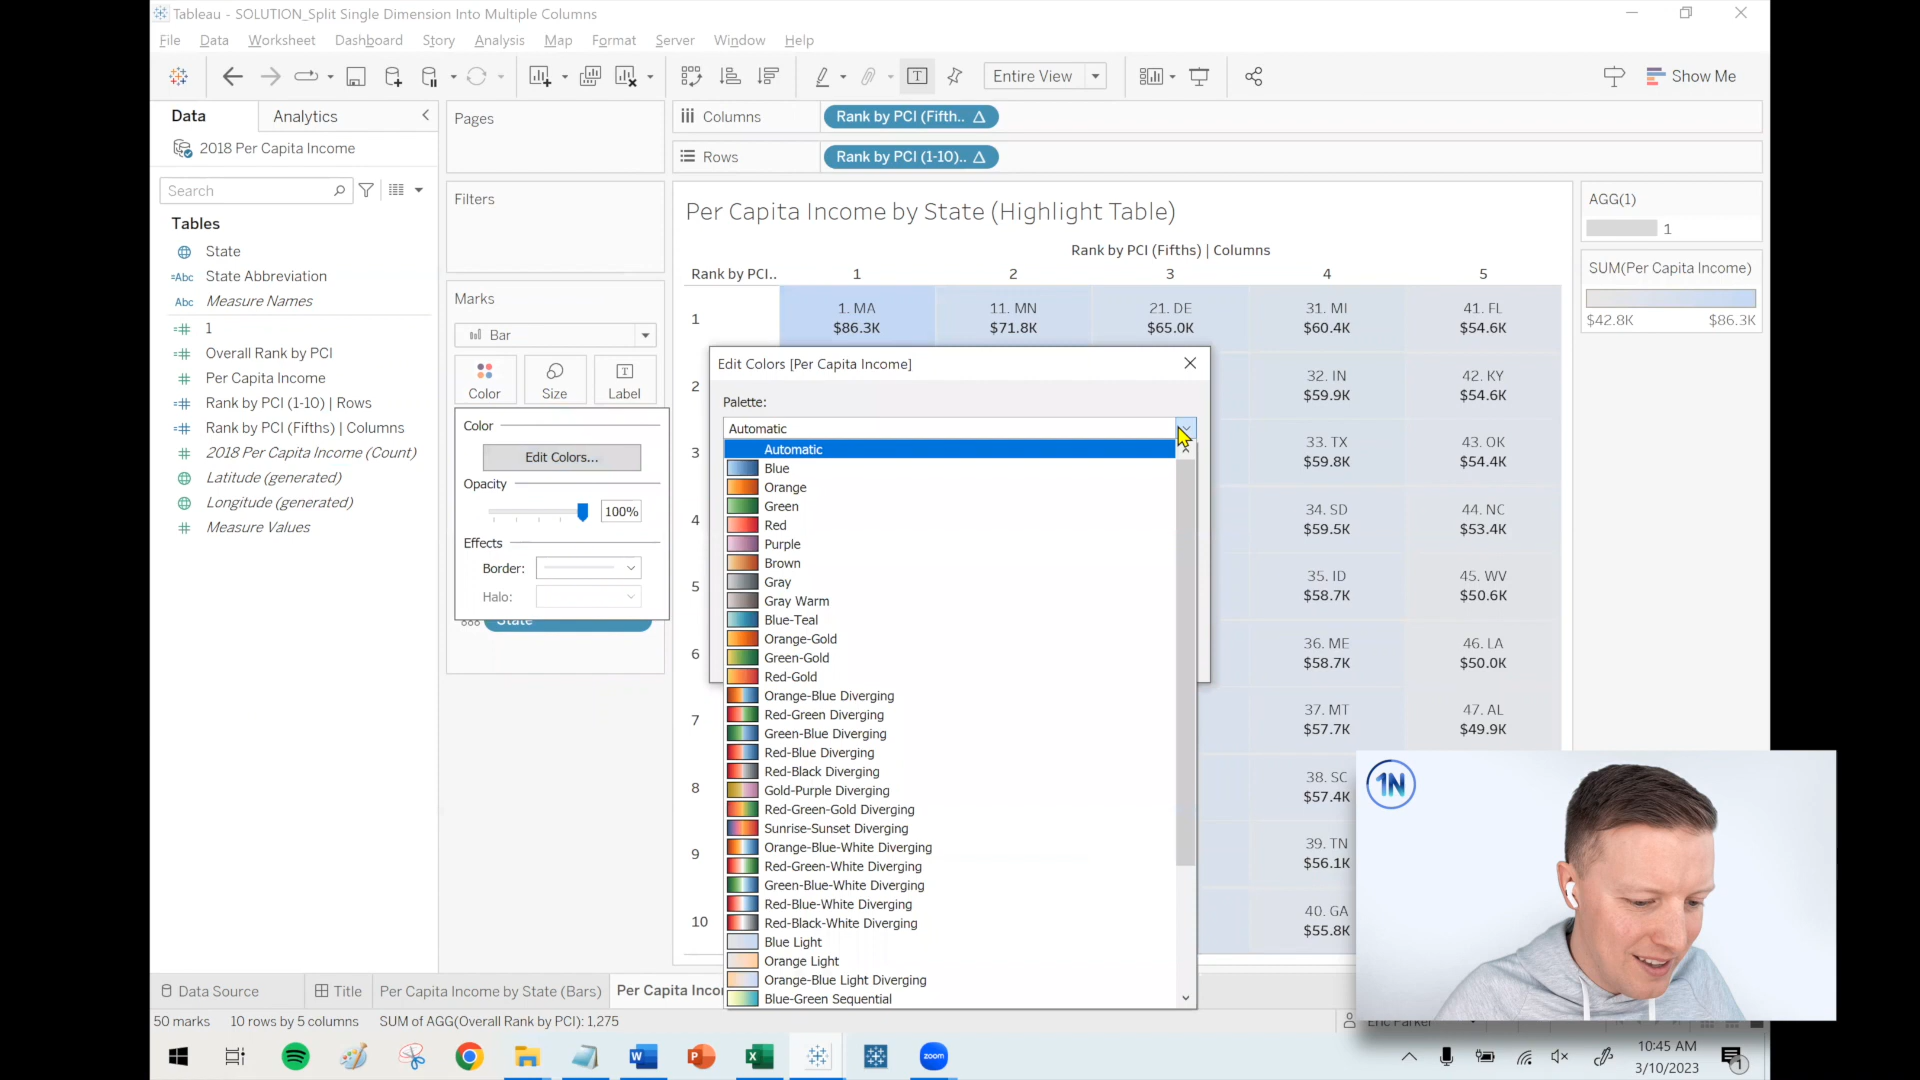 Tableau - SOLUTION_Split Single Dimension Into Multiple Columns
File Data Worksheet Dashboard Story Analysis Map Format Server Window Help
Entire View
Show Me
Data Analytics
2018 Per Capita Income
Search
Tables
State
=Abc State Abbreviation
Abc Measure Names
1
Overall Rank by PCI
Per Capita Income
Rank by PCI (1-10) | Rows
Rank by PCI (Fifths) | Columns
2018 Per Capita Income (Count)
Latitude (generated)
Longitude (generated)
Measure Values
Pages
Filters
Marks
Bar
Color Size Label
Color
Edit Colors...
Opacity
100%
Effects
Border:
Halo:
State
Columns Rank by PCI (Fifth..
Rows Rank by PCI (1-10)..
Per Capita Income by State (Highlight Table)
Rank by PCI (Fifths) | Columns
Rank by PCI.. 1 2 3 4 5
1
1. MA 11. MN 21. DE 31. MI 41. FL
$86.3K $71.8K $65.0K $60.4K $54.6K
2
32. IN 42. KY
$59.9K $54.6K
3
33. TX 43. OK
$59.8K $54.4K
4
34. SD 44. NC
$59.5K $53.4K
5
35. ID 45. WV
$58.7K $50.6K
6
36. ME 46. LA
$58.7K $50.0K
7
37. MT 47. AL
$57.7K $49.9K
8
38. SC
$57.4K
9
39. TN
$56.1K
10
40. GA
$55.8K
Edit Colors [Per Capita Income]
Palette:
Automatic
Automatic
Blue
Orange
Green
Red
Purple
Brown
Gray
Gray Warm
Blue-Teal
Orange-Gold
Green-Gold
Red-Gold
Orange-Blue Diverging
Red-Green Diverging
Green-Blue Diverging
Red-Blue Diverging
Red-Black Diverging
Gold-Purple Diverging
Red-Green-Gold Diverging
Sunrise-Sunset Diverging
Orange-Blue-White Diverging
Red-Green-White Diverging
Green-Blue-White Diverging
Red-Blue-White Diverging
Red-Black-White Diverging
Blue Light
Orange Light
Orange-Blue Light Diverging
Blue-Green Sequential
AGG(1)
1
SUM(Per Capita Income)
$42.8K $86.3K
1N
Data Source Title Per Capita Income by State (Bars) Per Capita Inco
50 marks 10 rows by 5 columns SUM of AGG(Overall Rank by PCI): 1,275
Eric Parker
zoom
10:45 AM
3/10/2023
1